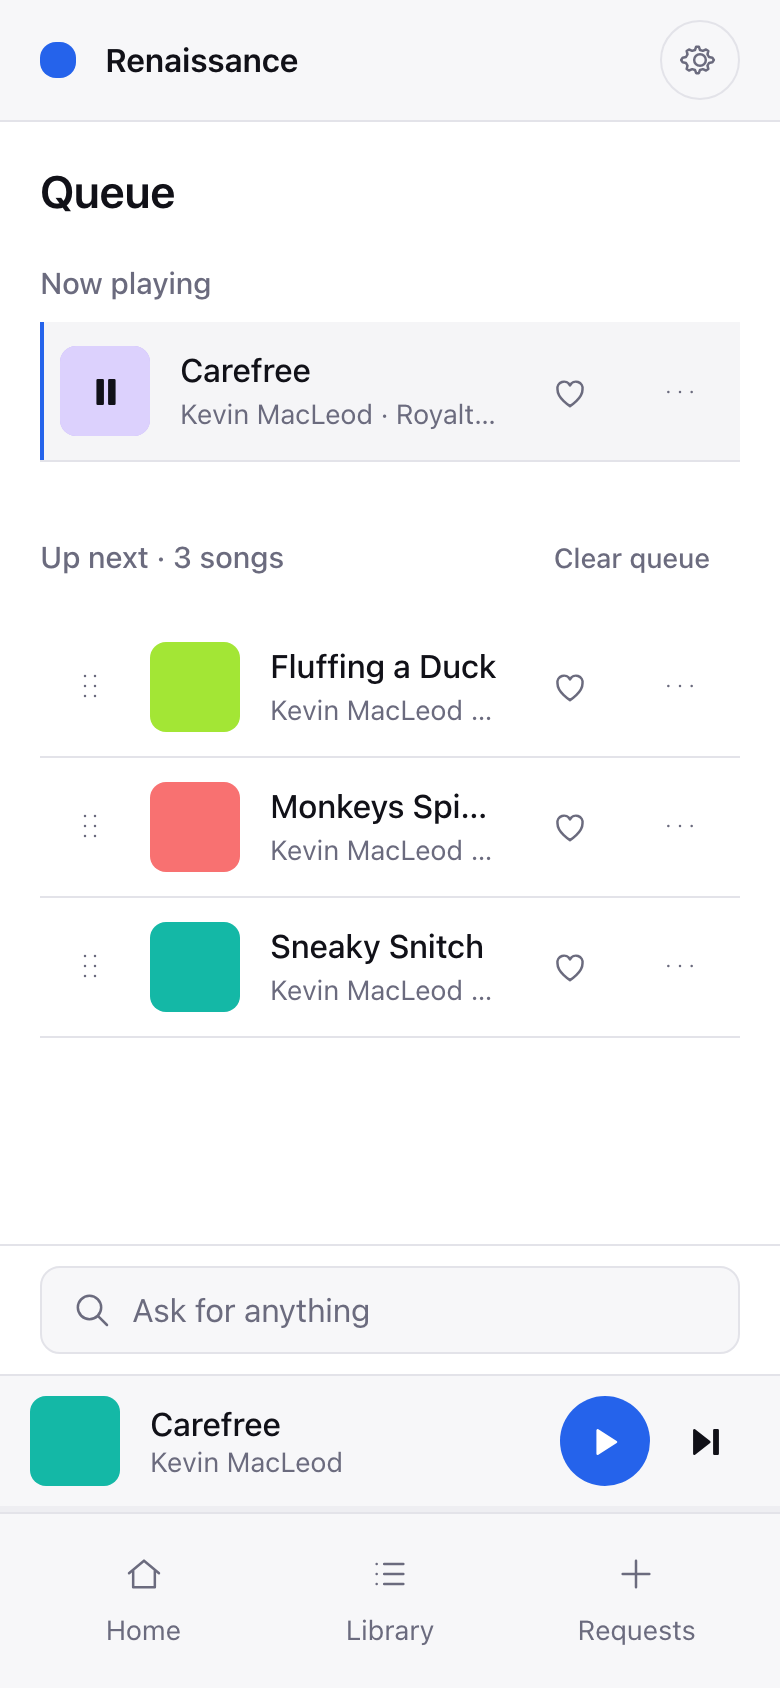 Renaissance
Queue
Now playing
Carefree
Kevin MacLeod · Royalt...
Up next · 3 songs
Clear queue
Fluffing a Duck
Kevin MacLeod ...
Monkeys Spi...
Kevin MacLeod ...
Sneaky Snitch
Kevin MacLeod ...
Ask for anything
Carefree
Kevin MacLeod
Home
Library
Requests